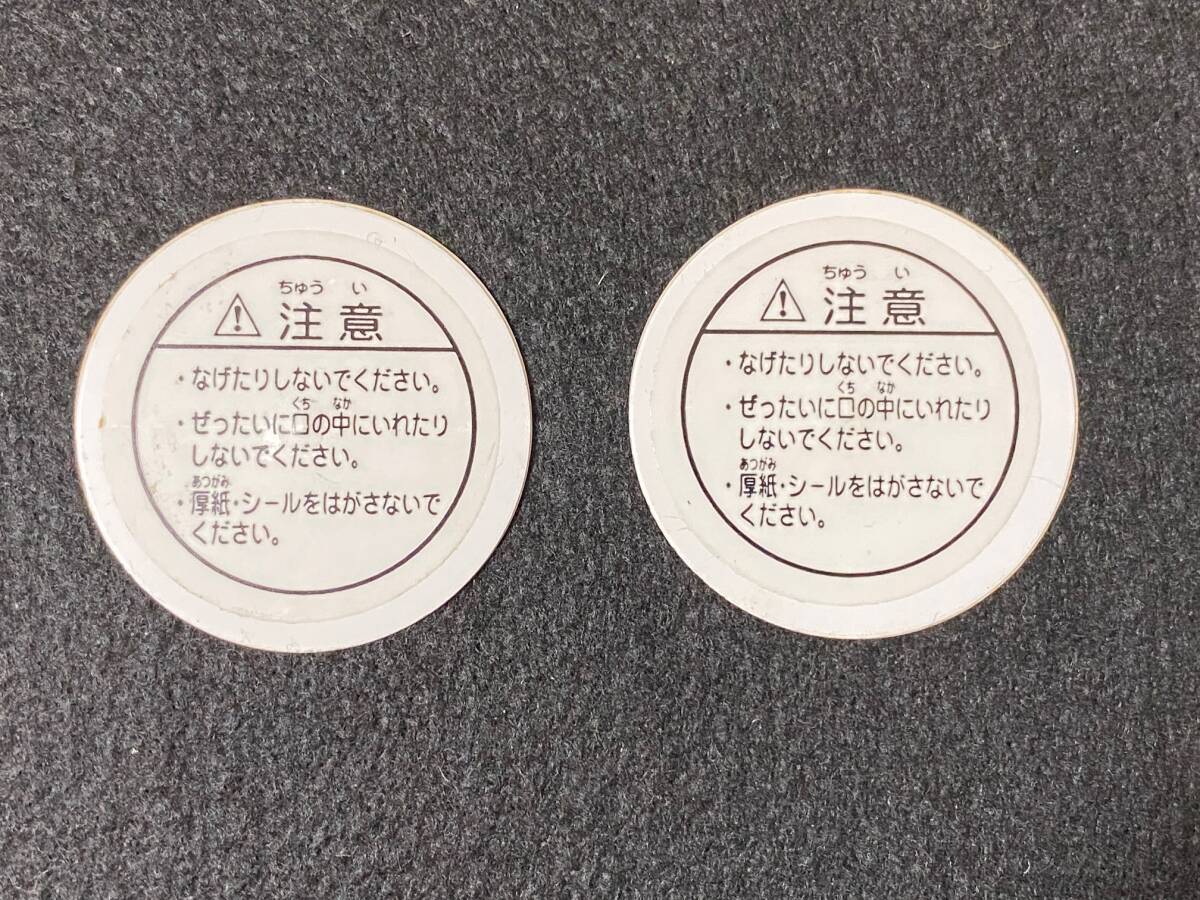 ちゅう い
⚠ 注意
・なげたりしないでください。
くち なか
・ぜったいに口の中にいれたり
しないでください。
あつがみ
・厚紙・シールをはがさないで
ください。
ちゅう い
⚠ 注意
・なげたりしないでください。
くち なか
・ぜったいに口の中にいれたり
しないでください。
あつがみ
・厚紙・シールをはがさないで
ください。